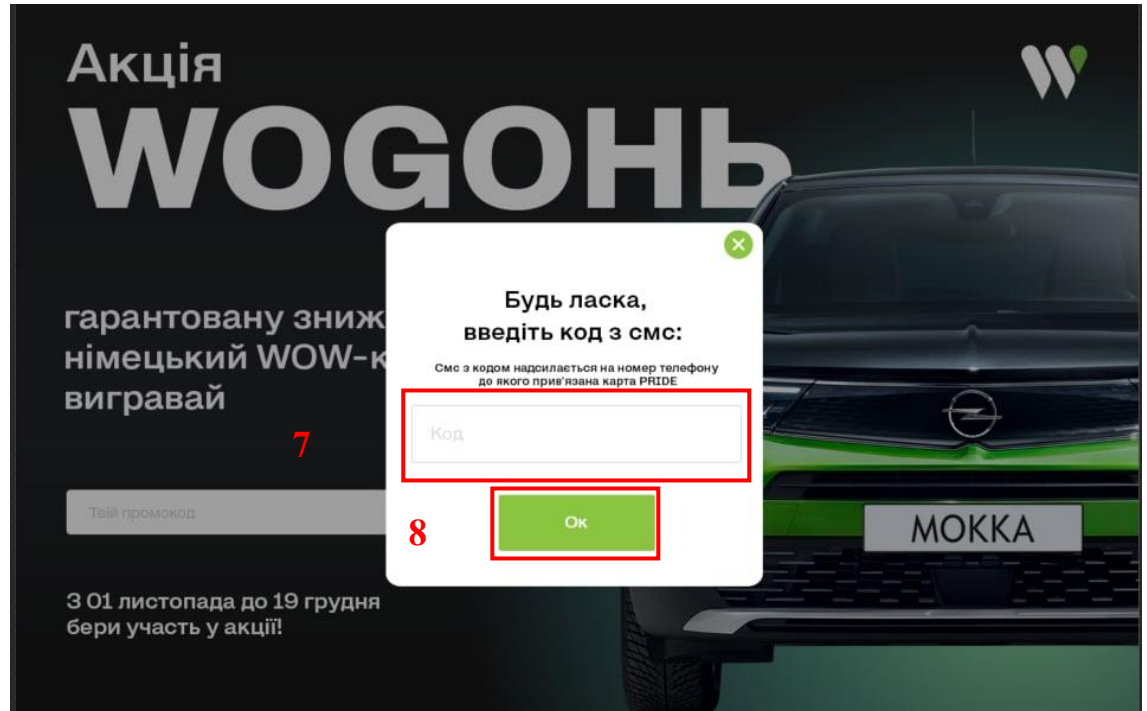 Акція
WOGOHЬ
гарантовану зниж
німецький WOW-к
вигравай
7
Твій промокод
З 01 листопада до 19 грудня
бери участь у акції!
Будь ласка,
введіть код з смс:
Смс з кодом надсилається на номер телефону
до якого прив'язана карта PRIDE
Код
8
Ок
MOKKA